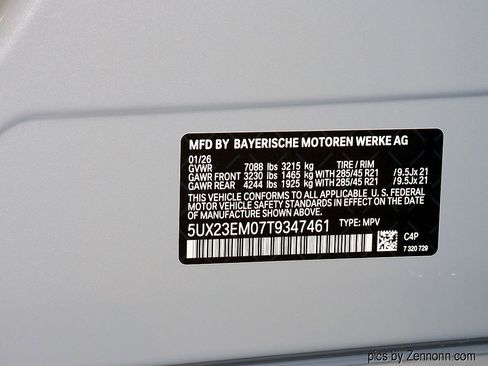 MFD BY BAYERISCHE MOTOREN WERKE AG
01/26
GVWR 7088 lbs 3215 kg TIRE / RIM
GAWR FRONT 3230 lbs 1465 kg WITH 285/45 R21 / 9.5Jx 21
GAWR REAR 4244 lbs 1925 kg WITH 285/45 R21 / 9.5Jx 21
THIS VEHICLE CONFORMS TO ALL APPLICABLE U. S. FEDERAL
MOTOR VEHICLE SAFETY STANDARDS IN EFFECT ON THE DATE
OF MANUFACTURE SHOWN ABOVE.
5UX23EM07T9347461 TYPE: MPV
C4P
7 320 729
pics by Zennonn.com